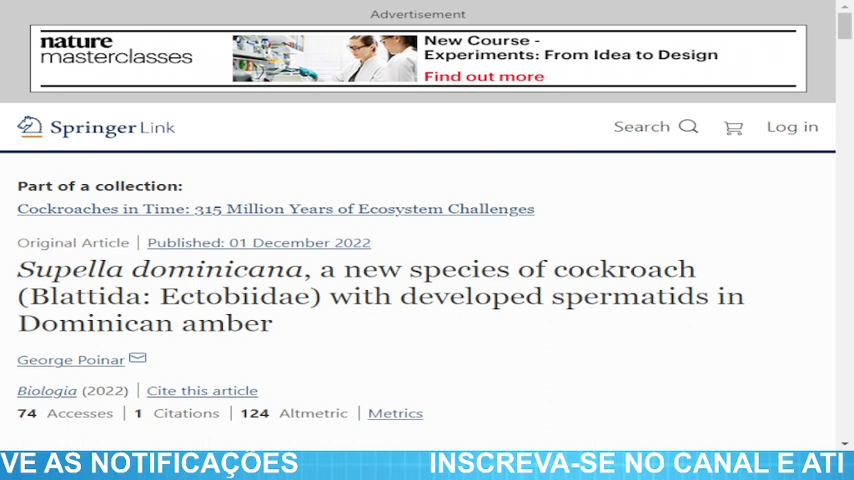 Advertisement
nature
masterclasses
New Course -
Experiments: From Idea to Design
Find out more
Springer Link
Search
Log in
Part of a collection:
Cockroaches in Time: 315 Million Years of Ecosystem Challenges
Original Article | Published: 01 December 2022
Supella dominicana, a new species of cockroach
(Blattida: Ectobiidae) with developed spermatids in
Dominican amber
George Poinar
Biologia (2022) | Cite this article
74 Accesses | 1 Citations | 124 Altmetric | Metrics
VE AS NOTIFICAÇÕES INSCREVA-SE NO CANAL E ATI